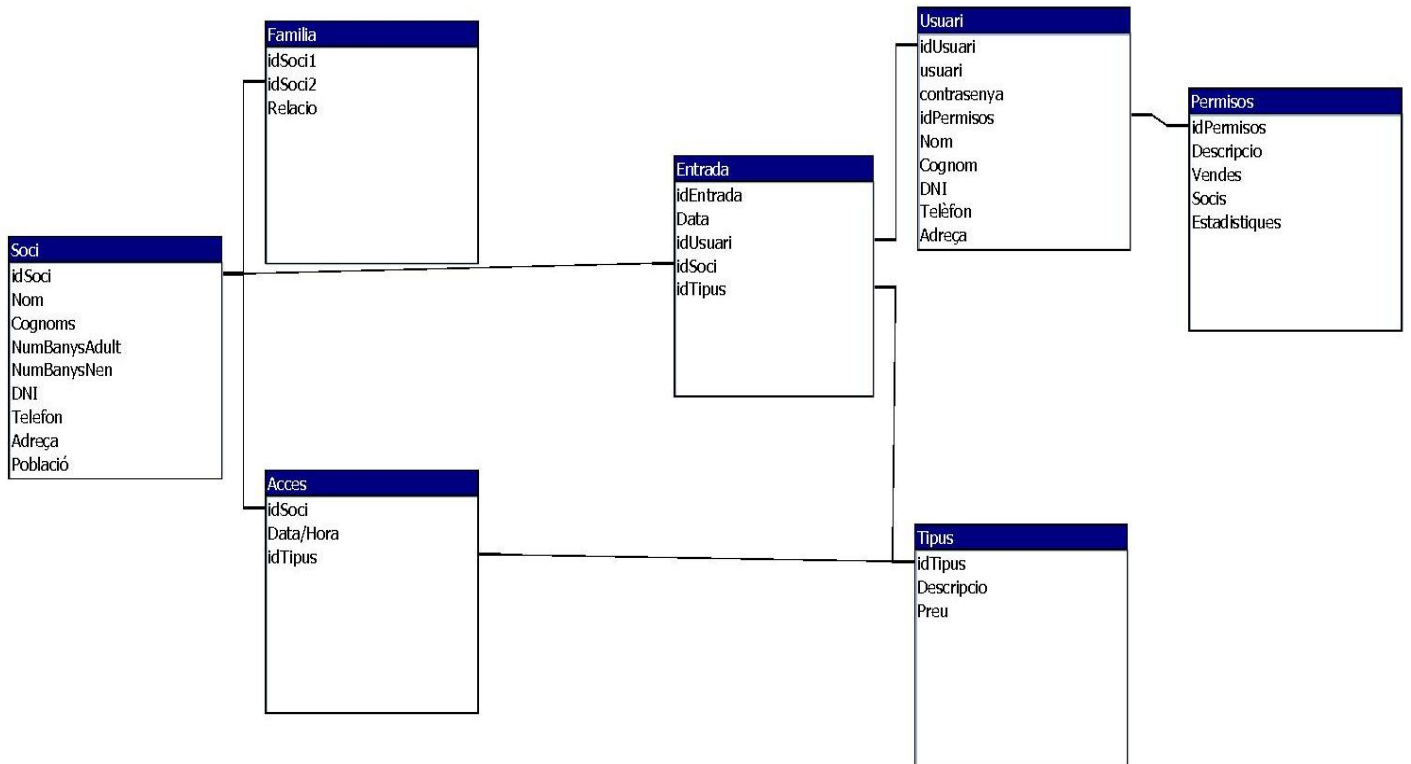 Familia
idSoci1
idSoci2
Relacio
Usuari
idUsuari
usuari
contrasenya
idPermisos
Nom
Cognom
DNI
Telèfon
Adreça
Permisos
idPermisos
Descripcio
Vendes
Socis
Estadistiques
Entrada
idEntrada
Data
idUsuari
idSoci
idTipus
Soci
idSoci
Nom
Cognoms
NumBanysAdult
NumBanysNen
DNI
Telefon
Adreça
Població
Acces
idSoci
Data/Hora
idTipus
Tipus
idTipus
Descripcio
Preu